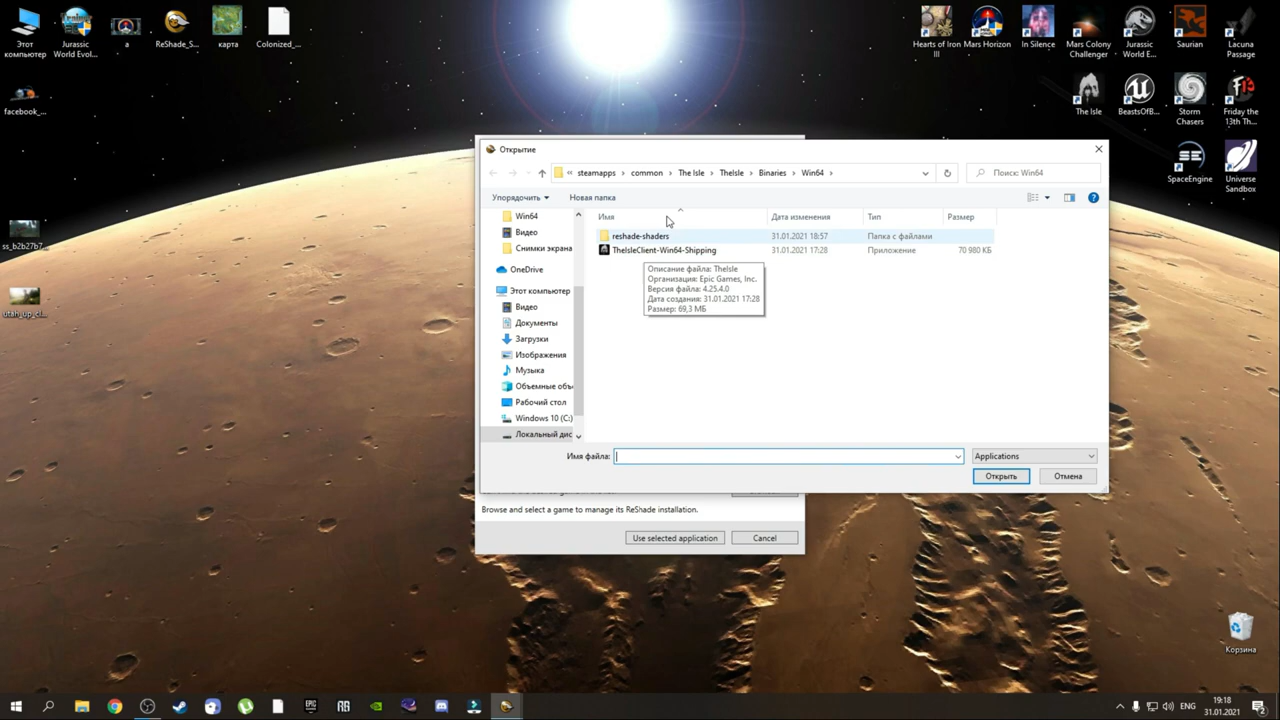 Этот компьютер
Jurassic World Evol...
a
ReShade_S...
карта
Colonized_...
Hearts of Iron III
Mars Horizon
In Silence
Mars Colony Challenger
Jurassic World E...
Saurian
Lacuna Passage
facebook_...
The Isle
BeastsOfB...
Storm Chasers
Friday the 13th Th...
SpaceEngine
Universe Sandbox
ss_b2b27b7...
utah_up_cl...
Открытие
« steamapps › common › The Isle › TheIsle › Binaries › Win64 ›
Поиск: Win64
Упорядочить
Новая папка
Имя
Дата изменения
Тип
Размер
Win64
Видео
Снимки экрана
OneDrive
Этот компьютер
Видео
Документы
Загрузки
Изображения
Музыка
Объемные объ
Рабочий стол
Windows 10 (C:)
Локальный дис
reshade-shaders 31.01.2021 18:57 Папка с файлами
TheIsleClient-Win64-Shipping 31.01.2021 17:28 Приложение 70 980 КБ
Описание файла: TheIsle
Организация: Epic Games, Inc.
Версия файла: 4.25.4.0
Дата создания: 31.01.2021 17:28
Размер: 69,3 МБ
Имя файла:
Applications
Открыть
Отмена
Browse and select a game to manage its ReShade installation.
Use selected application
Cancel
Корзина
EPIC
ENG
19:18
31.01.2021
2